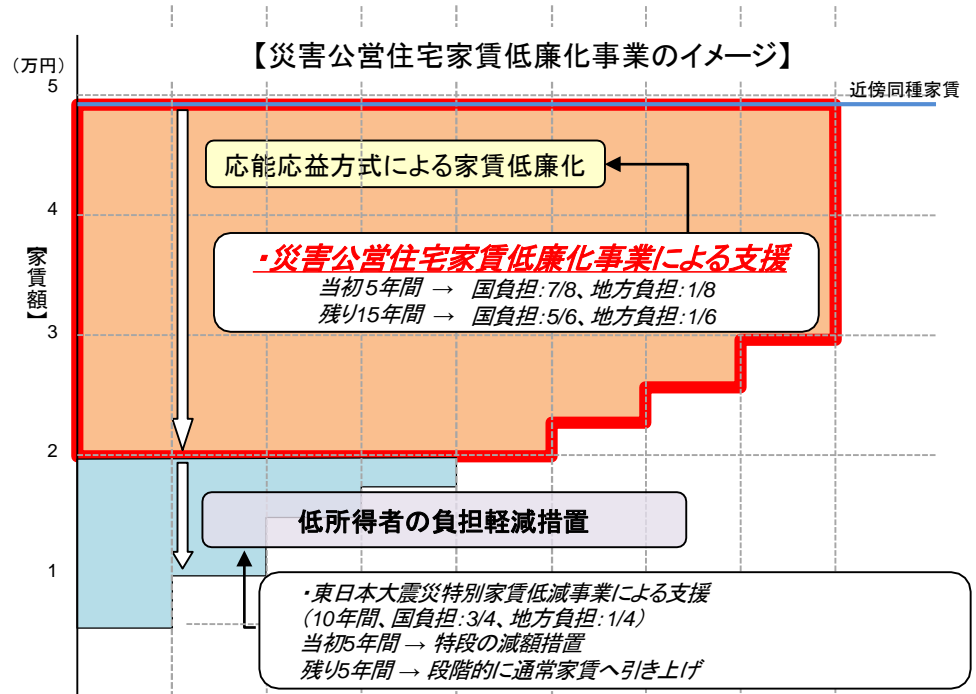 【災害公営住宅家賃低廉化事業のイメージ】
（万円）
5
近傍同種家賃
応能応益方式による家賃低廉化
4
【家賃額】
・災害公営住宅家賃低廉化事業による支援
当初5年間 → 国負担:7/8、地方負担:1/8
残り15年間 → 国負担:5/6、地方負担:1/6
3
2
低所得者の負担軽減措置
1
・東日本大震災特別家賃低減事業による支援
(10年間、国負担:3/4、地方負担:1/4)
当初5年間 → 特段の減額措置
残り5年間 → 段階的に通常家賃へ引き上げ